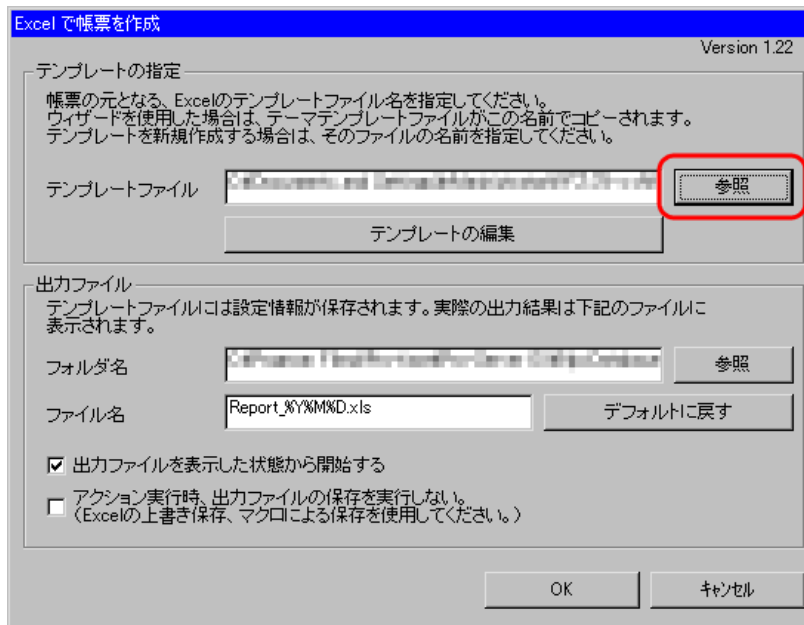 Excel で帳票を作成
Version 1.22
テンプレートの指定
帳票の元となる、Excelのテンプレートファイル名を指定してください。
ウィザードを使用した場合は、テーマテンプレートファイルがこの名前でコピーされます。
テンプレートを新規作成する場合は、そのファイルの名前を指定してください。
テンプレートファイル
参照
テンプレートの編集
出力ファイル
テンプレートファイルには設定情報が保存されます。実際の出力結果は下記のファイルに
表示されます。
フォルダ名
参照
ファイル名
Report_%Y%M%D.xls
デフォルトに戻す
出力ファイルを表示した状態から開始する
アクション実行時、出力ファイルの保存を実行しない。
（Excelの上書き保存、マクロによる保存を使用してください。）
OK
キャンセル